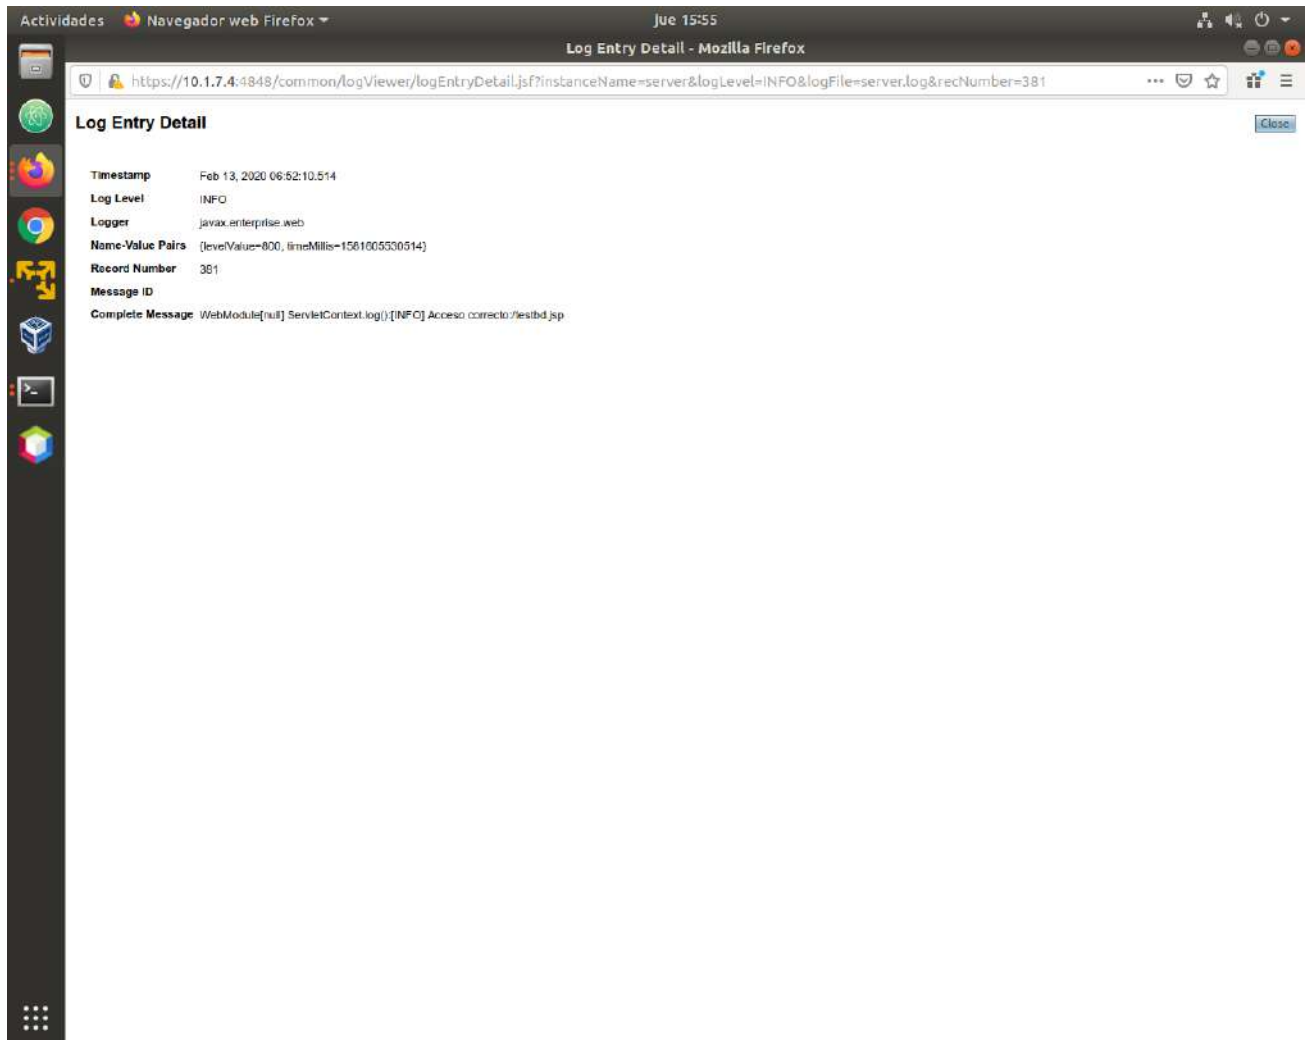 Actividades Navegador web Firefox jue 15:55
Log Entry Detail - Mozilla Firefox
https://10.1.7.4:4848/common/logViewer/logEntryDetail.jsf?instanceName=server&logLevel=INFO&logFile=server.log&recNumber=381
Log Entry Detail Close
Timestamp Feb 13, 2020 06:52:10.514
Log Level INFO
Logger javax.enterprise.web
Name-Value Pairs {levelValue=800, timeMillis=1581605530514}
Record Number 381
Message ID
Complete Message WebModule[null] ServletContext.log():[INFO] Acceso correcto:/testbd.jsp